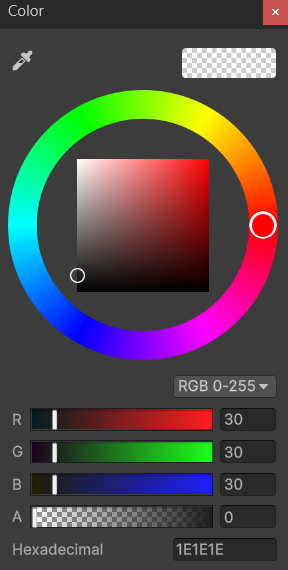 Color
RGB 0-255
R 30
G 30
B 30
A 0
Hexadecimal 1E1E1E